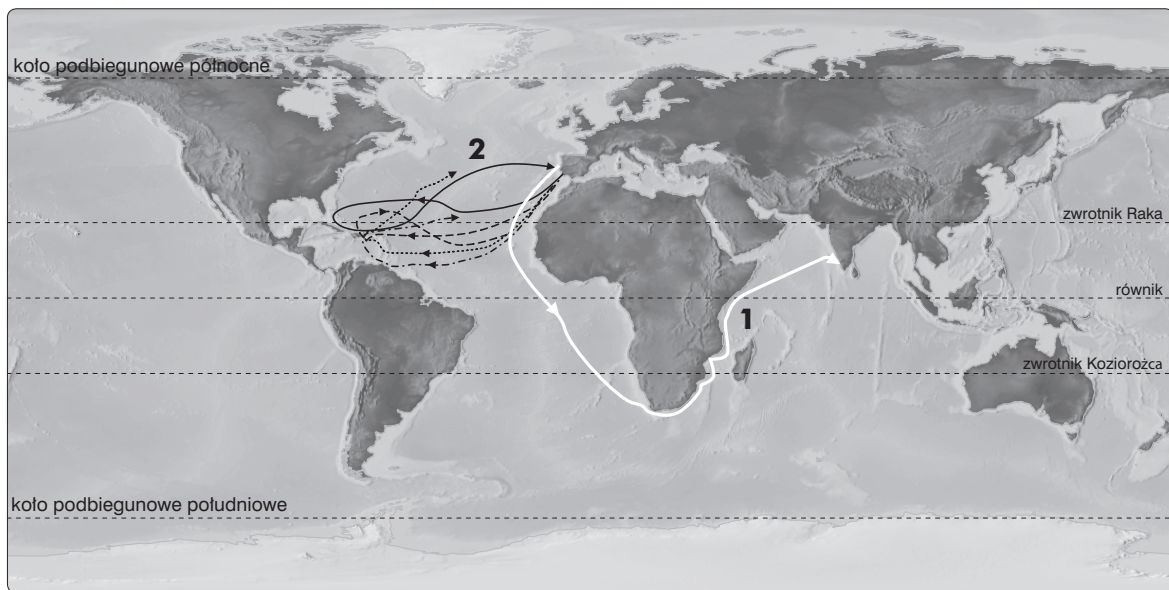 koło podbiegunowe północne
2
zwrotnik Raka
równik
1
zwrotnik Koziorożca
koło podbiegunowe południowe